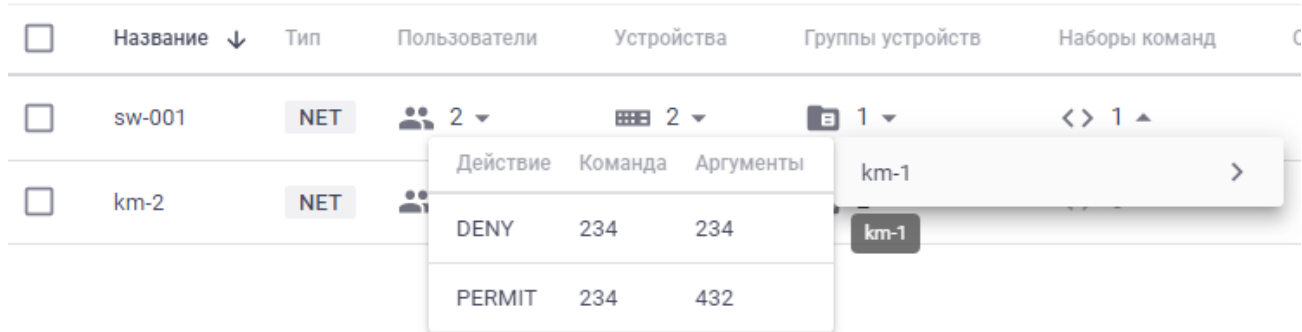 Название Тип Пользователи Устройства Группы устройств Наборы команд
sw-001 NET 2 2 1 <> 1
Действие Команда Аргументы
km-1
km-2 NET
DENY 234 234
km-1
PERMIT 234 432